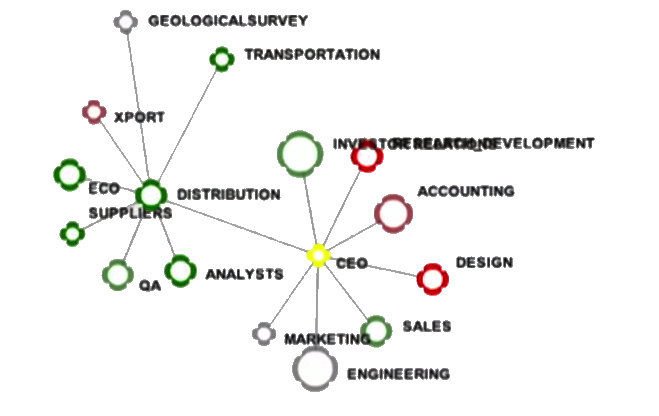 GEOLOGICALSURVEY
TRANSPORTATION
XPORT
INVESTOR RELATIONS
RESEARCH_DEVELOPMENT
ECO
DISTRIBUTION
ACCOUNTING
SUPPLIERS
CEO
DESIGN
ANALYSTS
QA
SALES
MARKETING
ENGINEERING